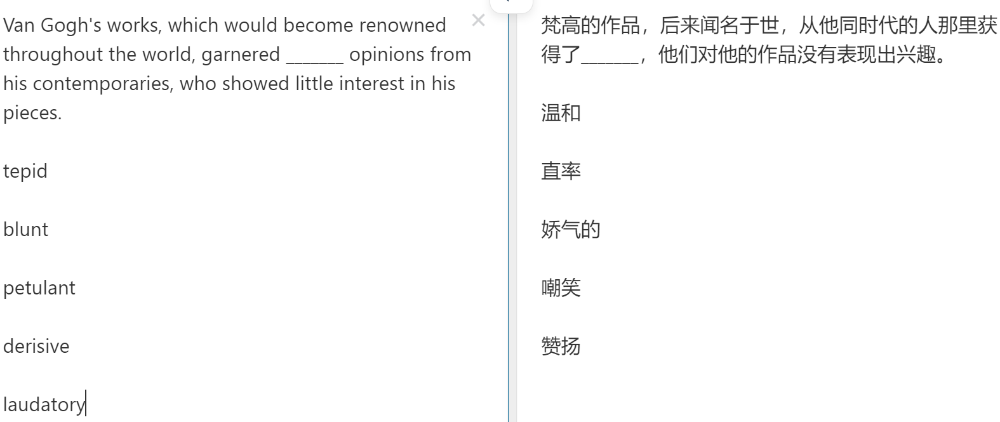 Van Gogh's works, which would become renowned
throughout the world, garnered _______ opinions from
his contemporaries, who showed little interest in his
pieces.
tepid
blunt
petulant
derisive
laudatory
梵高的作品，后来闻名于世，从他同时代的人那里获
得了_______，他们对他的作品没有表现出兴趣。
温和
直率
娇气的
嘲笑
赞扬